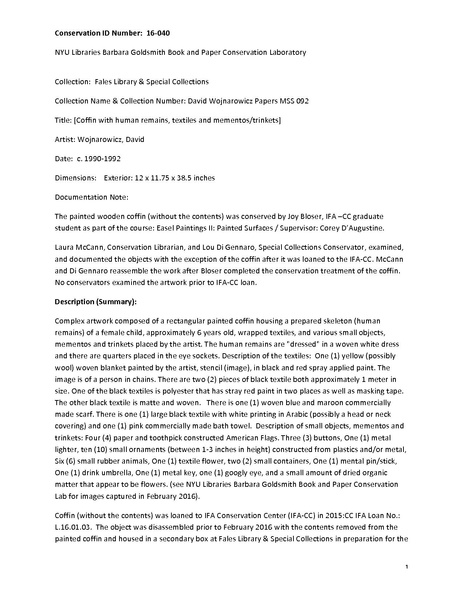 Conservation ID Number: 16-040
NYU Libraries Barbara Goldsmith Book and Paper Conservation Laboratory
Collection: Fales Library & Special Collections
Collection Name & Collection Number: David Wojnarowicz Papers MSS 092
Title: [Coffin with human remains, textiles and mementos/trinkets]
Artist: Wojnarowicz, David
Date: c. 1990-1992
Dimensions: Exterior: 12 x 11.75 x 38.5 inches
Documentation Note:
The painted wooden coffin (without the contents) was conserved by Joy Bloser, IFA –CC graduate
student as part of the course: Easel Paintings II: Painted Surfaces / Supervisor: Corey D'Augustine.
Laura McCann, Conservation Librarian, and Lou Di Gennaro, Special Collections Conservator, examined,
and documented the objects with the exception of the coffin after it was loaned to the IFA-CC. McCann
and Di Gennaro reassemble the work after Bloser completed the conservation treatment of the coffin.
No conservators examined the artwork prior to IFA-CC loan.
Description (Summary):
Complex artwork composed of a rectangular painted coffin housing a prepared skeleton (human
remains) of a female child, approximately 6 years old, wrapped textiles, and various small objects,
mementos and trinkets placed by the artist. The human remains are "dressed" in a woven white dress
and there are quarters placed in the eye sockets. Description of the textiles: One (1) yellow (possibly
wool) woven blanket painted by the artist, stencil (image), in black and red spray applied paint. The
image is of a person in chains. There are two (2) pieces of black textile both approximately 1 meter in
size. One of the black textiles is polyester that has stray red paint in two places as well as masking tape.
The other black textile is matte and woven. There is one (1) woven blue and maroon commercially
made scarf. There is one (1) large black textile with white printing in Arabic (possibly a head or neck
covering) and one (1) pink commercially made bath towel. Description of small objects, mementos and
trinkets: Four (4) paper and toothpick constructed American Flags. Three (3) buttons, One (1) metal
lighter, ten (10) small ornaments (between 1-3 inches in height) constructed from plastics and/or metal,
Six (6) small rubber animals, One (1) textile flower, two (2) small containers, One (1) mental pin/stick,
One (1) drink umbrella, One (1) metal key, one (1) googly eye, and a small amount of dried organic
matter that appear to be flowers. (see NYU Libraries Barbara Goldsmith Book and Paper Conservation
Lab for images captured in February 2016).
Coffin (without the contents) was loaned to IFA Conservation Center (IFA-CC) in 2015:CC IFA Loan No.:
L.16.01.03. The object was disassembled prior to February 2016 with the contents removed from the
painted coffin and housed in a secondary box at Fales Library & Special Collections in preparation for the
1